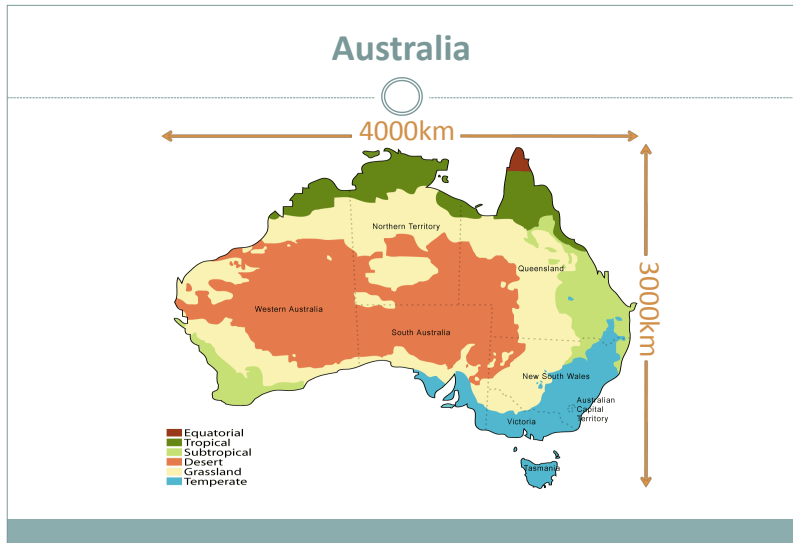 Australia
4000km
3000km
Northern Territory
Queensland
Western Australia
South Australia
New South Wales
Australian
Capital
Territory
Victoria
Tasmania
Equatorial
Tropical
Subtropical
Desert
Grassland
Temperate